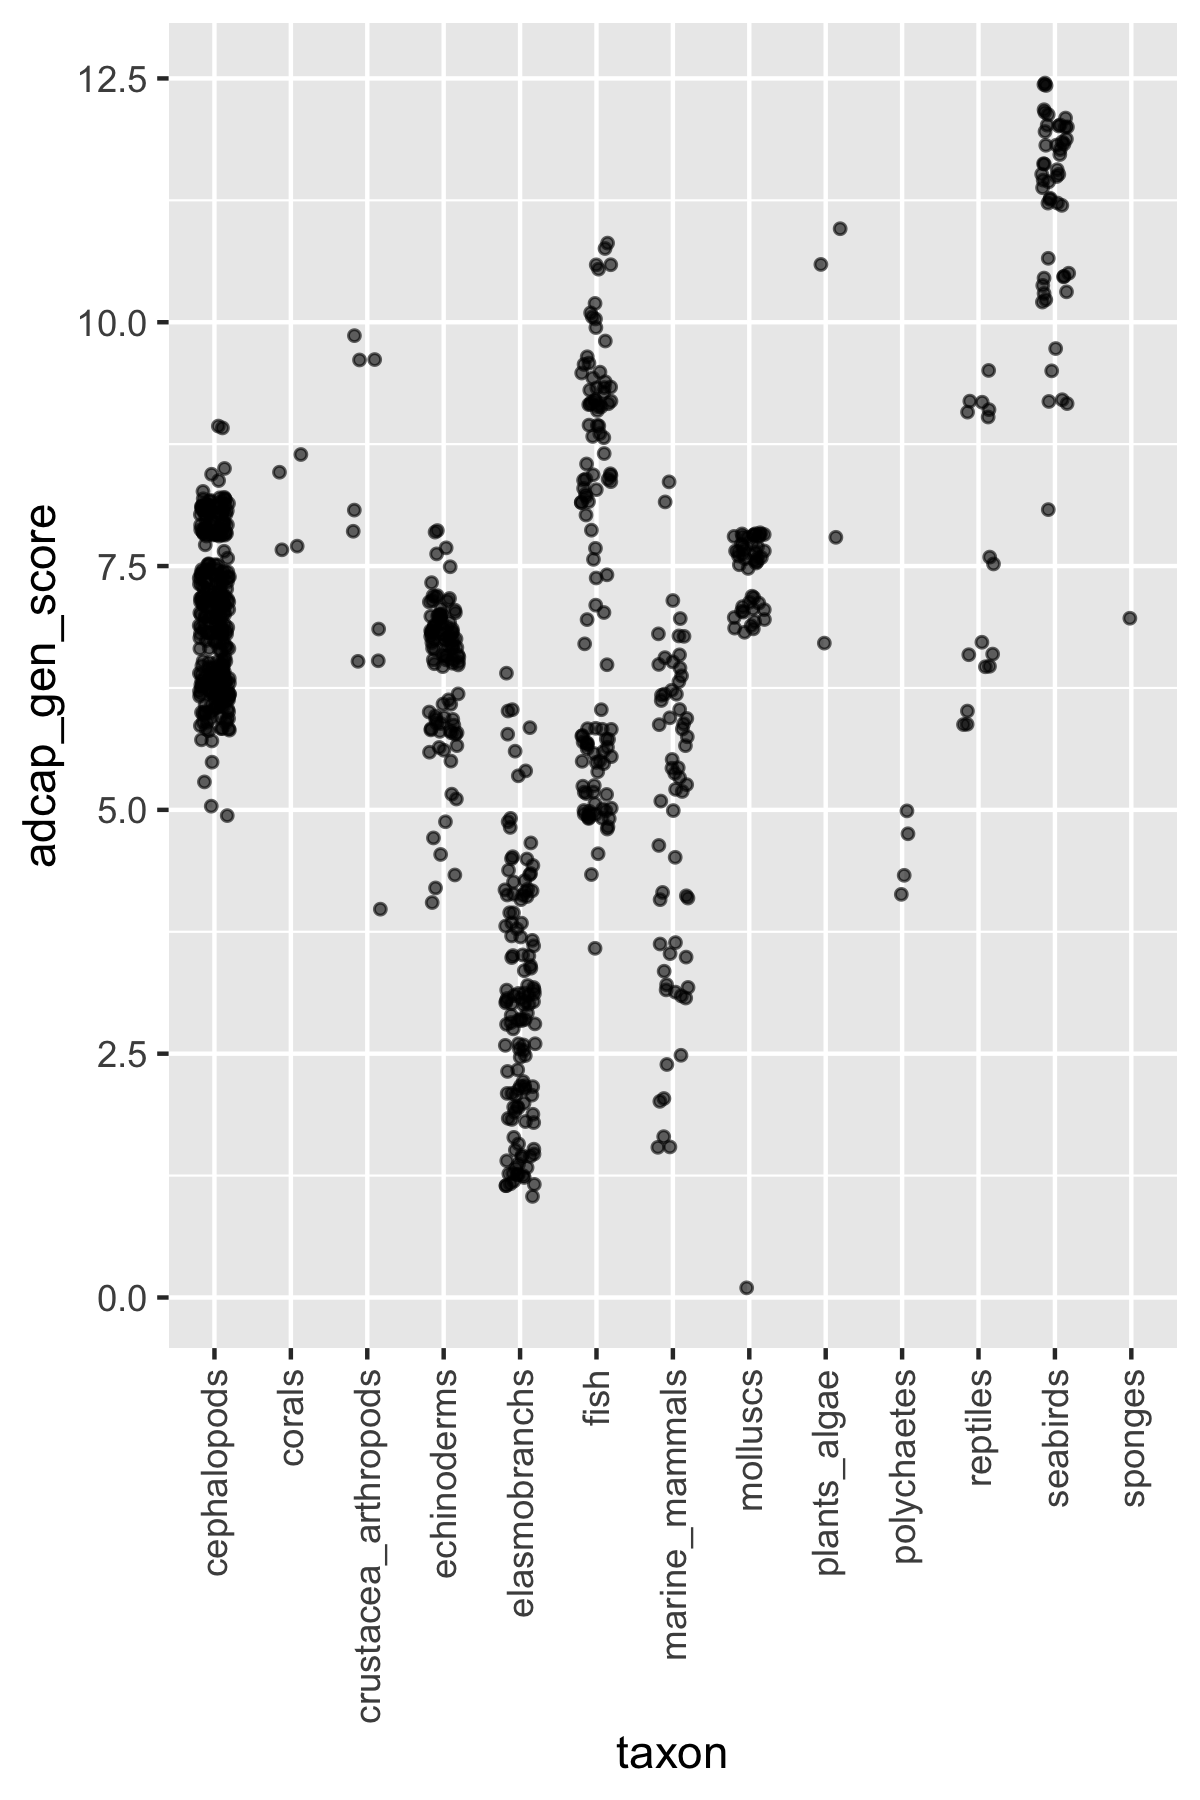 adcap_gen_score
12.5
10.0
7.5
5.0
2.5
0.0
cephalopods
corals
crustacea_arthropods
echinoderms
elasmobranchs
fish
marine_mammals
molluscs
plants_algae
polychaetes
reptiles
seabirds
sponges
taxon